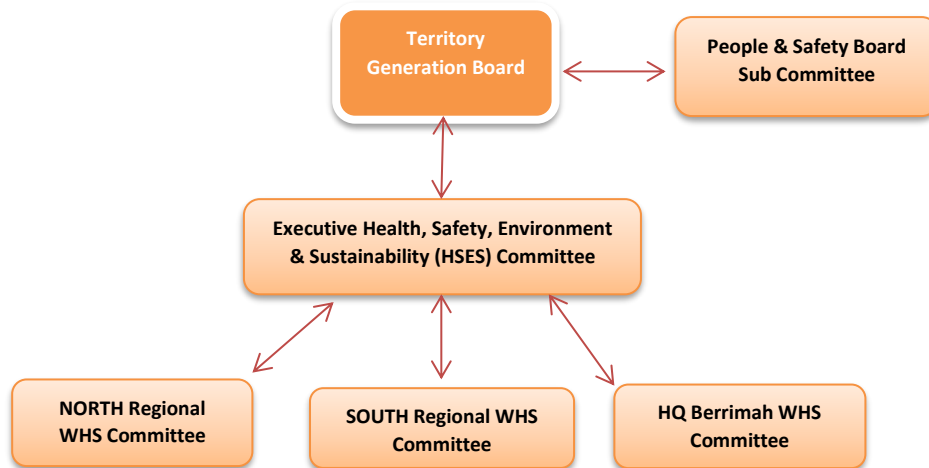 Territory
Generation Board
People & Safety Board
Sub Committee
Executive Health, Safety, Environment
& Sustainability (HSES) Committee
NORTH Regional
WHS Committee
SOUTH Regional WHS
Committee
HQ Berrimah WHS
Committee